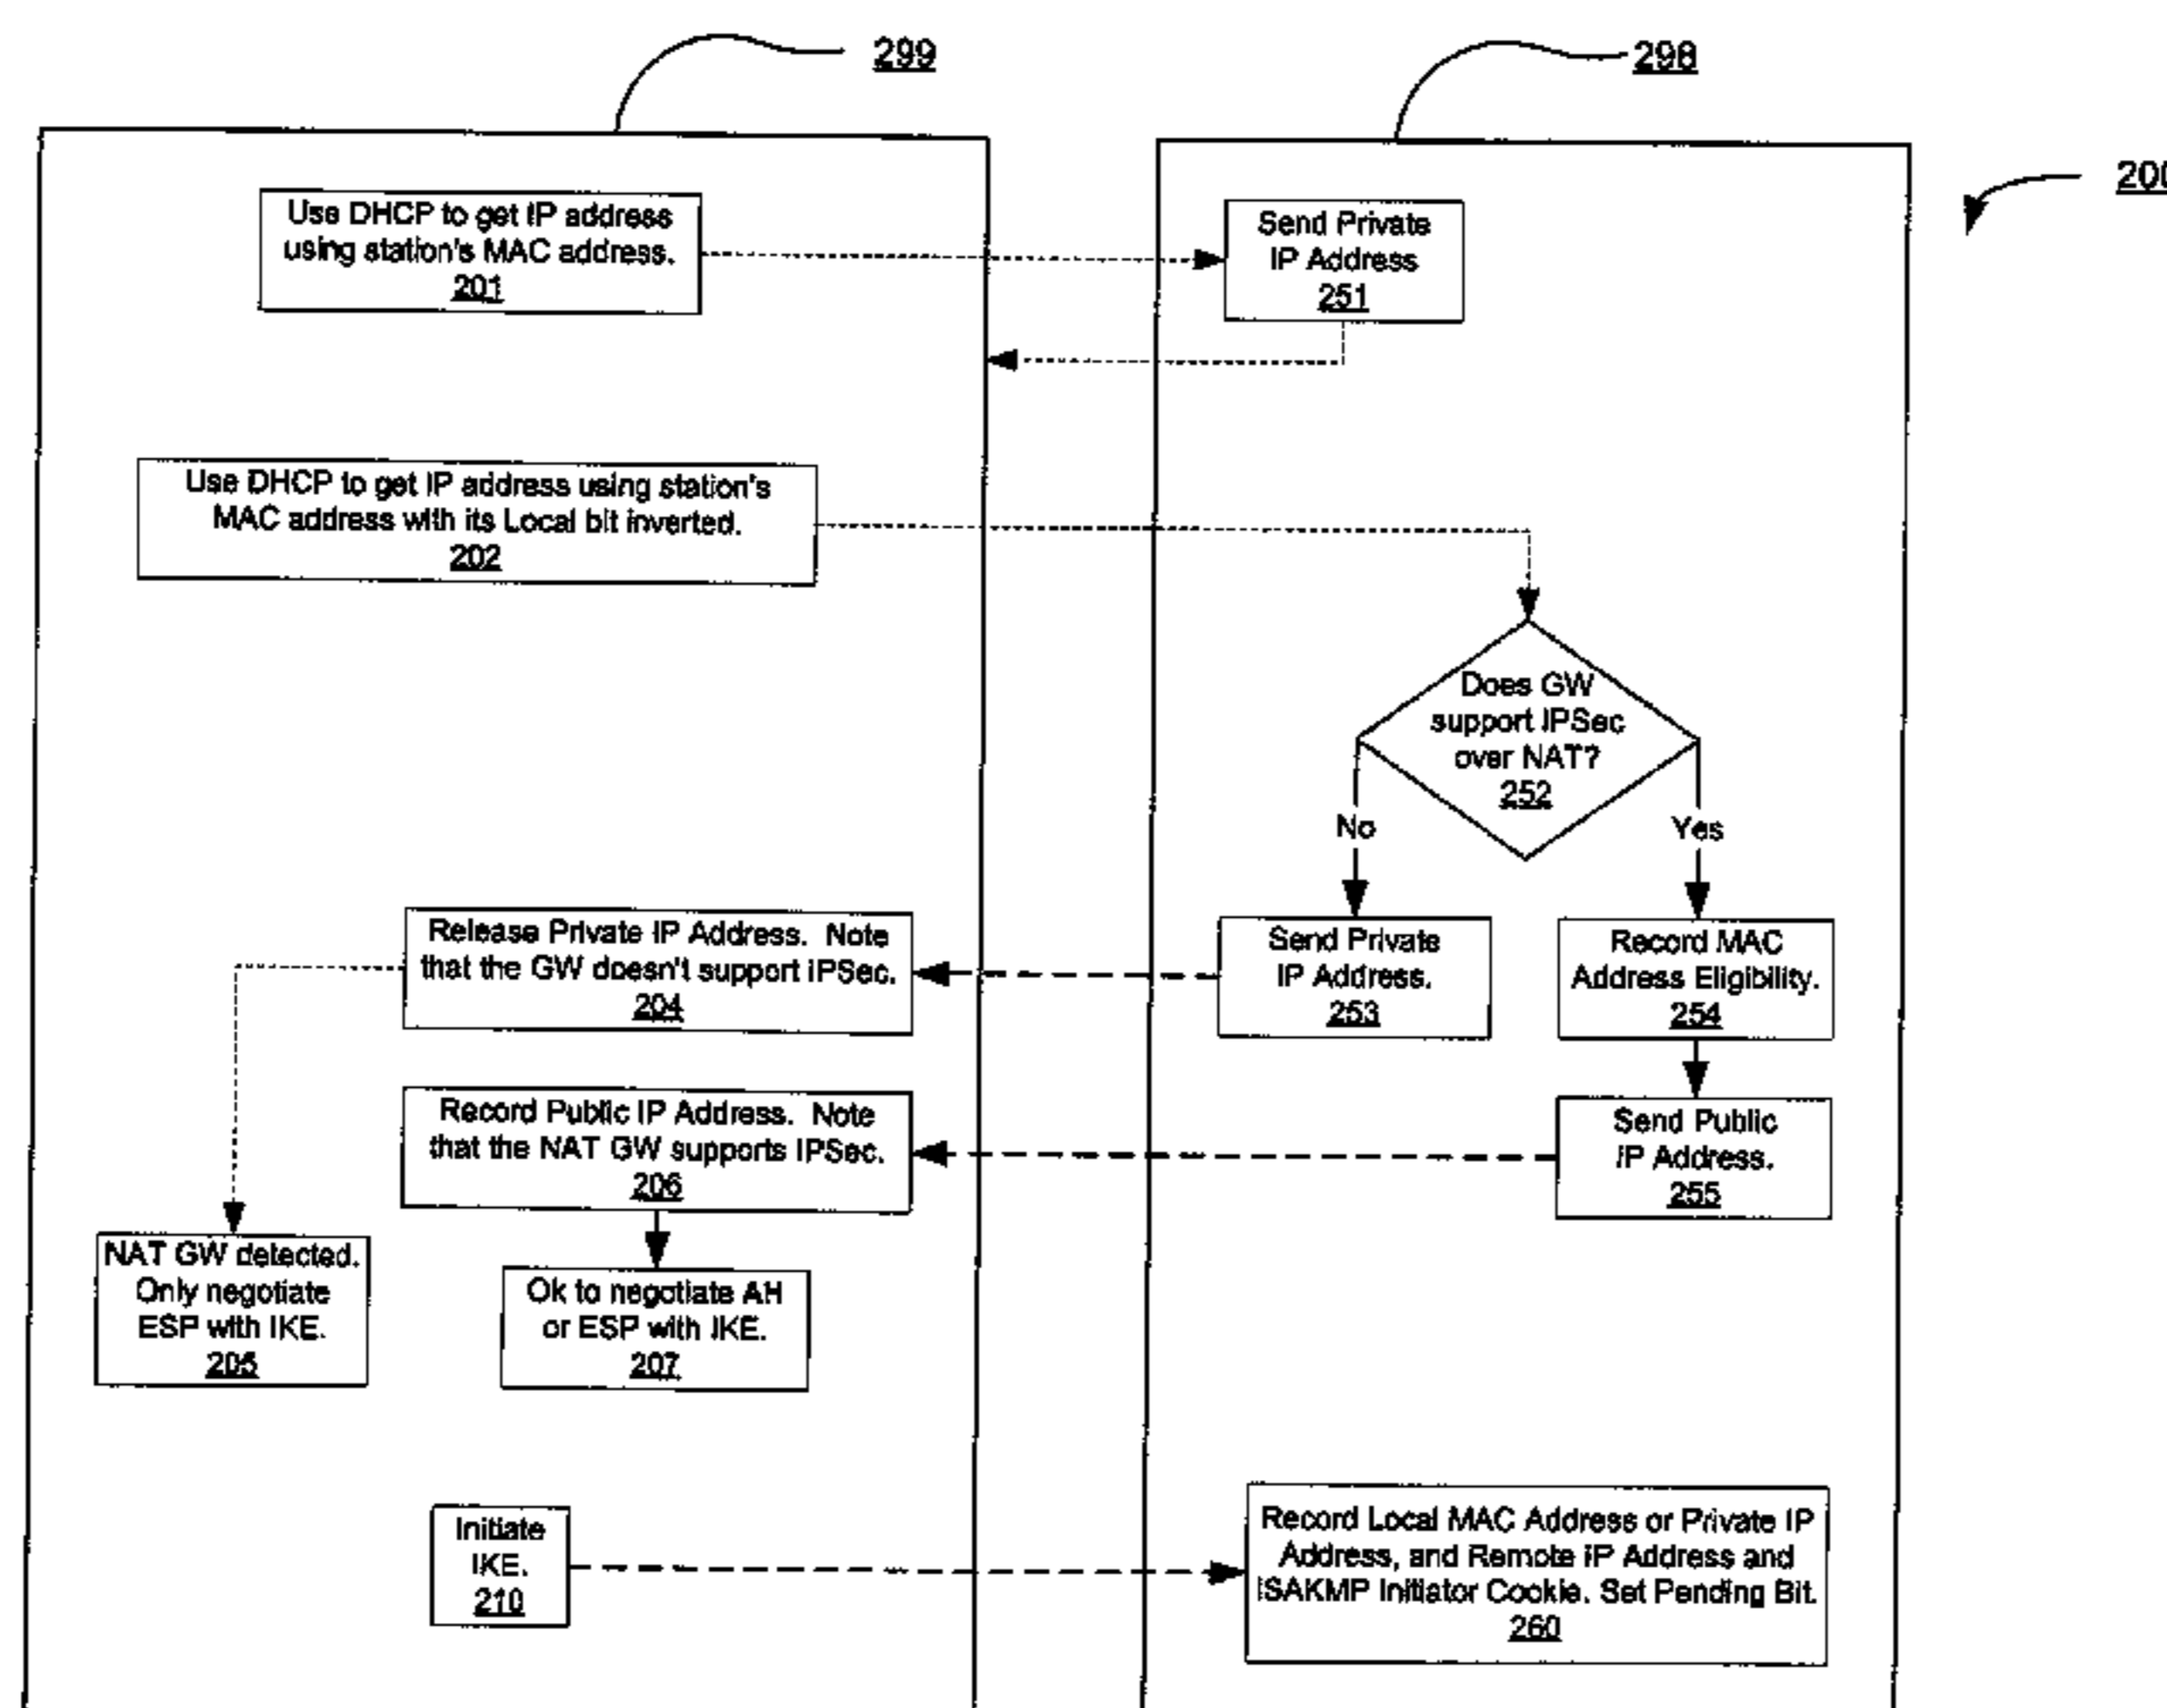 299
298
200
Use DHCP to get IP address
using station's MAC address.
201
Send Private
IP Address
251
Use DHCP to get IP address using station's
MAC address with its Local bit inverted.
202
Does GW
support IPSec
over NAT?
252
No
Yes
Release Private IP Address. Note
that the GW doesn't support IPSec.
204
Send Private
IP Address.
253
Record MAC
Address Eligibility.
254
Record Public IP Address. Note
that the NAT GW supports IPSec.
206
Send Public
IP Address.
255
NAT GW detected.
Only negotiate
ESP with IKE.
205
Ok to negotiate AH
or ESP with IKE.
207
Initiate
IKE.
210
Record Local MAC Address or Private IP
Address, and Remote IP Address and
ISAKMP Initiator Cookie. Set Pending Bit.
260